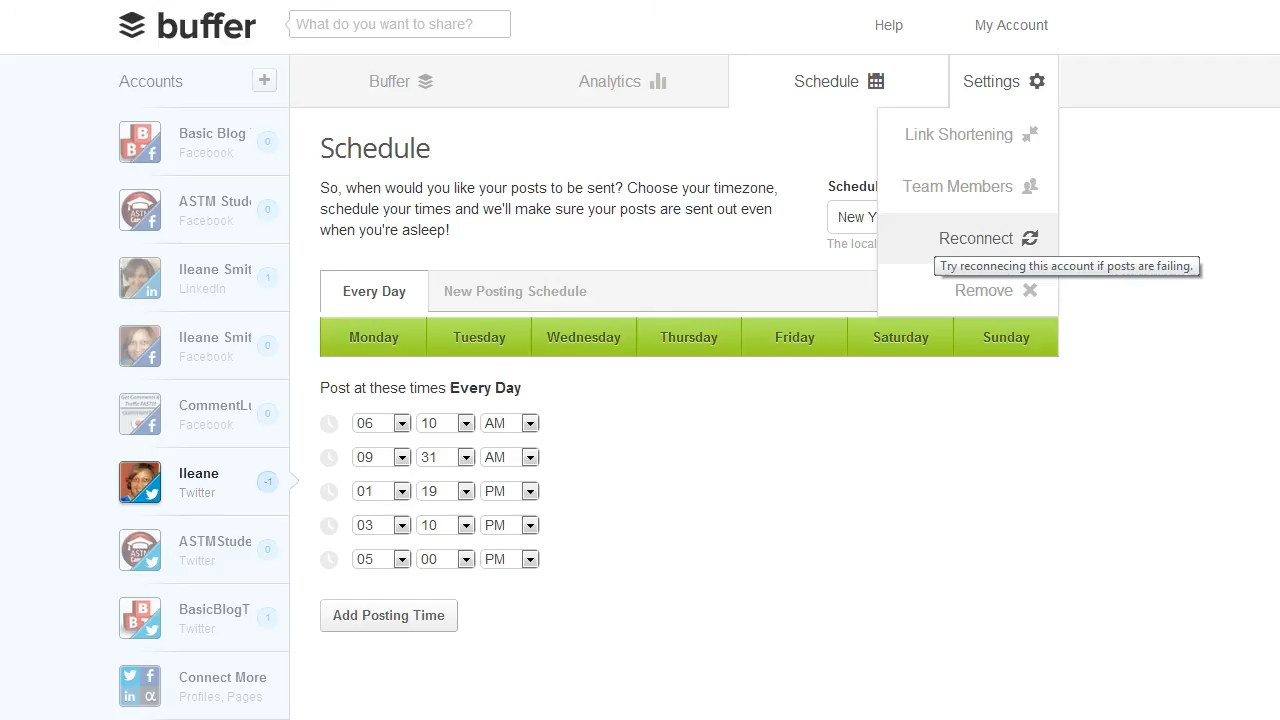 buffer
What do you want to share?
Help
My Account
Accounts
+
Buffer
Analytics
Schedule
Settings
Basic Blog
Facebook
0
ASTM Stud
Facebook
0
Ileane Smit
LinkedIn
1
Ileane Smit
Facebook
0
CommentLu
Facebook
0
Ileane
Twitter
-1
ASTMStude
Twitter
0
BasicBlogT
Twitter
1
Connect More
Profiles, Pages
Schedule
So, when would you like your posts to be sent? Choose your timezone,
schedule your times and we'll make sure your posts are sent out even
when you're asleep!
Schedul
New Y
The local
Link Shortening
Team Members
Reconnect
Try reconnecing this account if posts are failing.
Remove
Every Day
New Posting Schedule
Monday Tuesday Wednesday Thursday Friday Saturday Sunday
Post at these times Every Day
06 10 AM
09 31 AM
01 19 PM
03 10 PM
05 00 PM
Add Posting Time